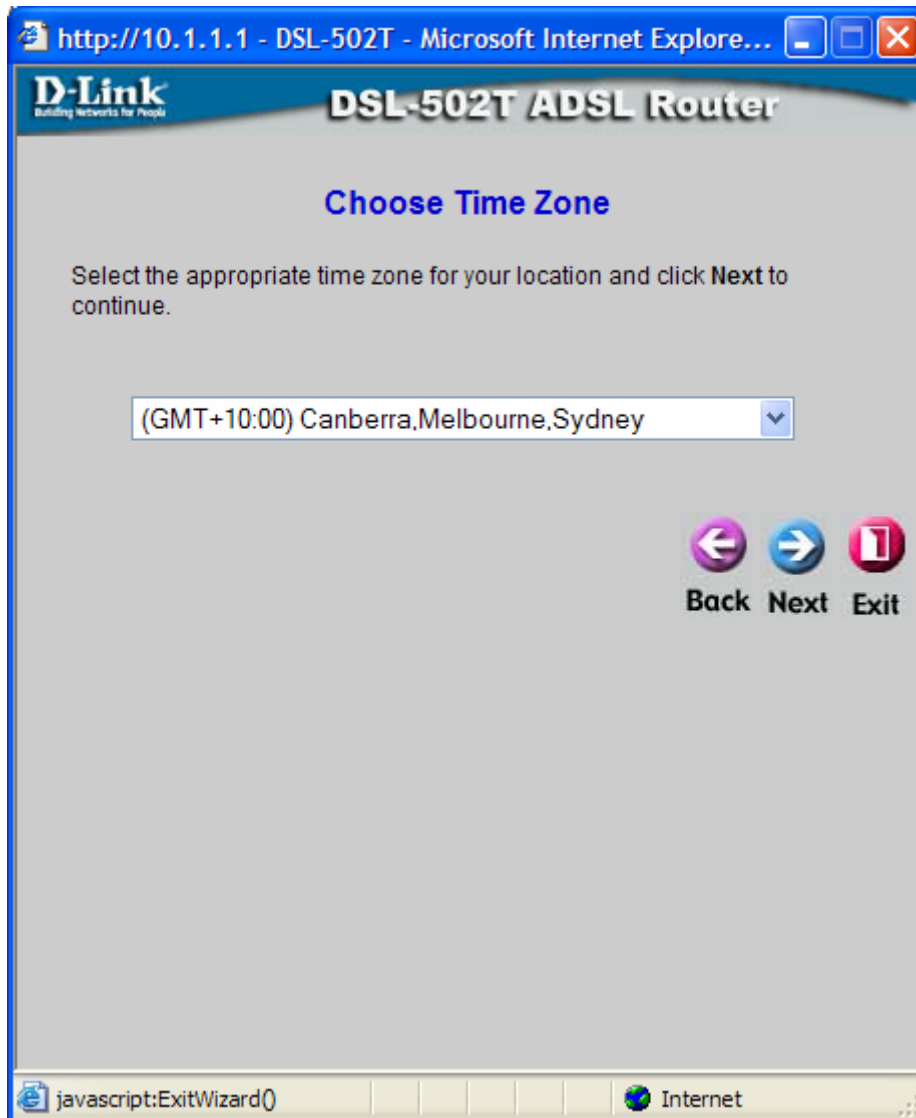 http://10.1.1.1 - DSL-502T - Microsoft Internet Explore...
D-Link
Building Networks for People
DSL-502T ADSL Router
Choose Time Zone
Select the appropriate time zone for your location and click Next to
continue.
(GMT+10:00) Canberra,Melbourne,Sydney
Back Next Exit
javascript:ExitWizard() Internet